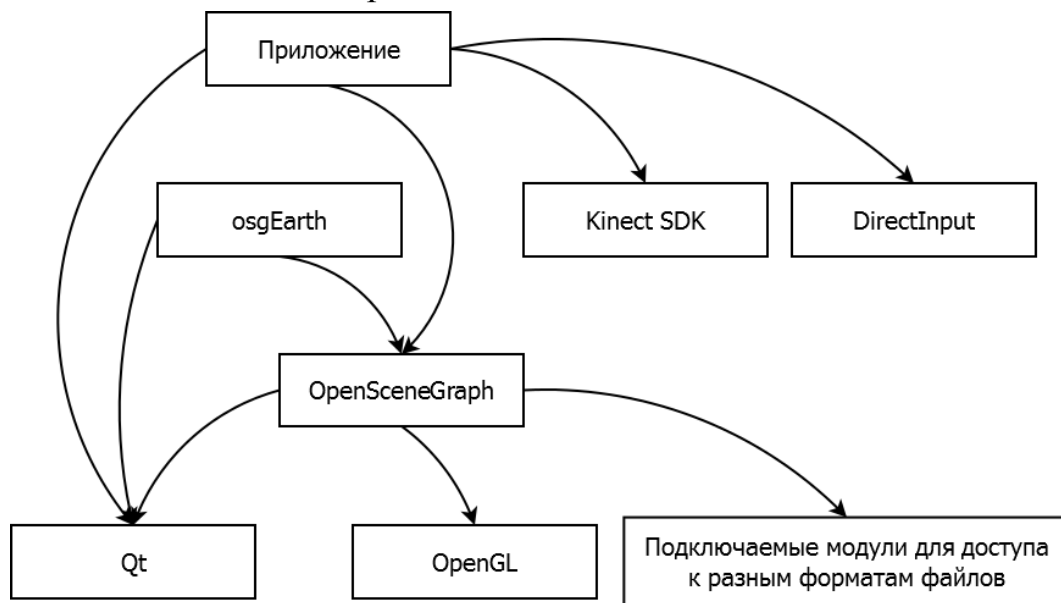 Приложение
osgEarth
Kinect SDK
DirectInput
OpenSceneGraph
Qt
OpenGL
Подключаемые модули для доступа
к разным форматам файлов